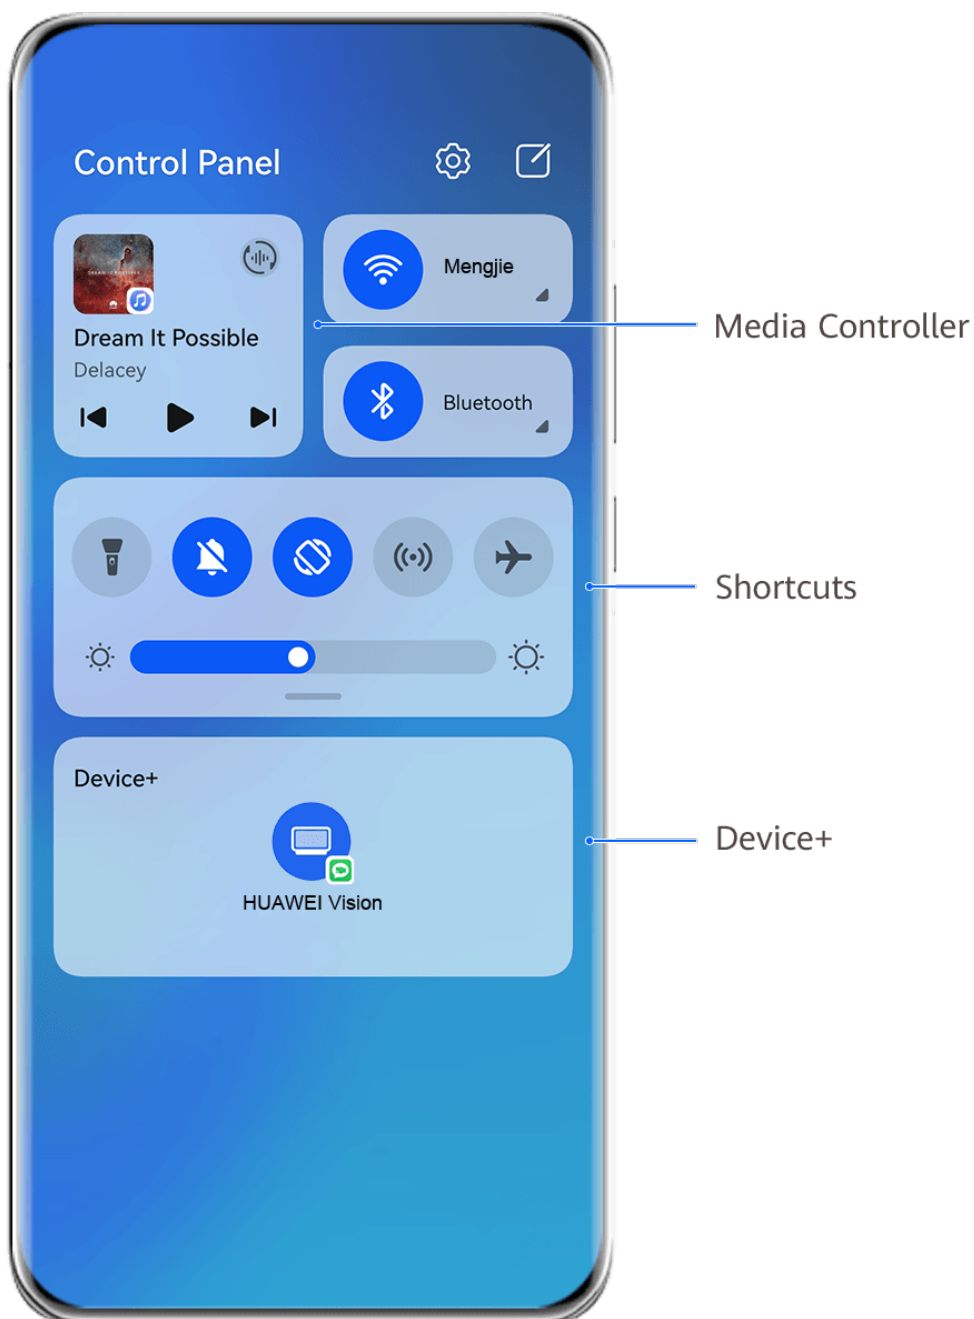 Control Panel
Dream It Possible
Delacey
Mengjie
Bluetooth
Media Controller
Shortcuts
Device+
HUAWEI Vision
Device+